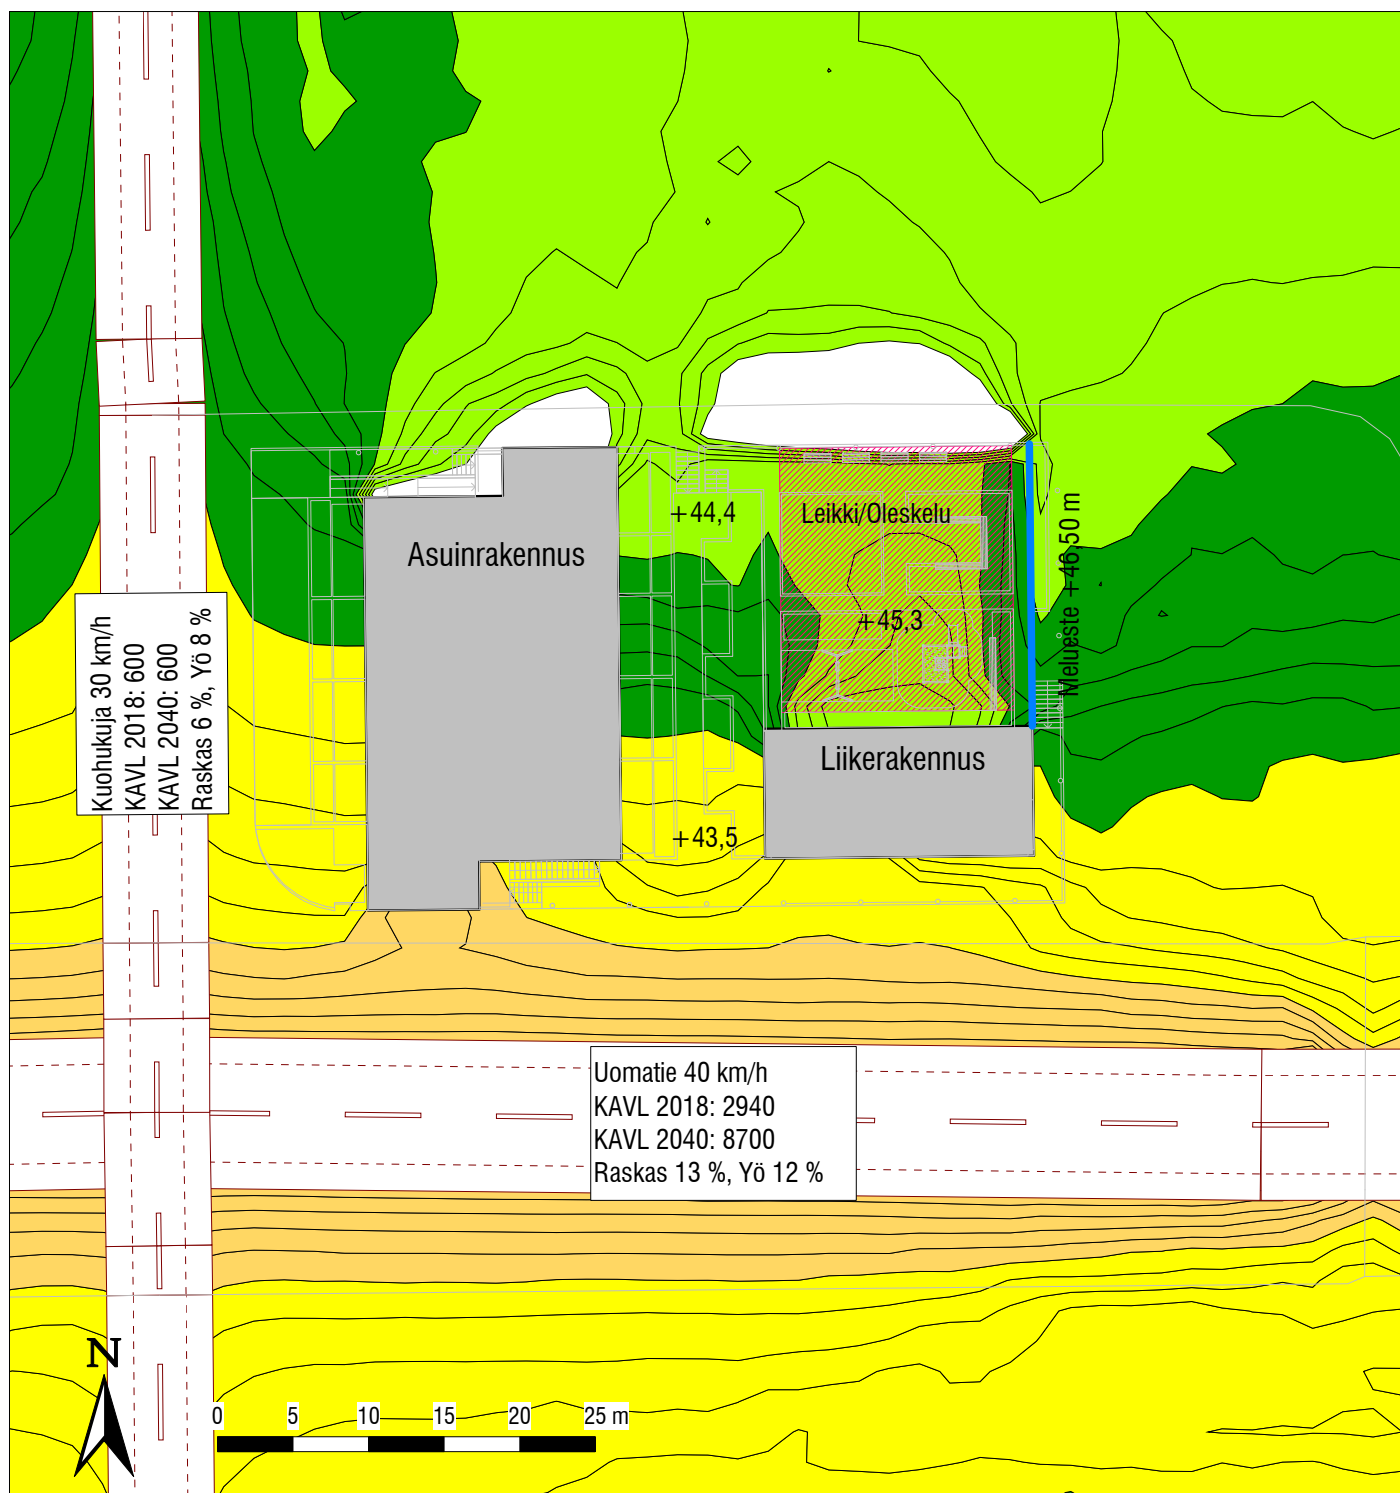 +44,4
Leikki/Oleskelu
Asuinrakennus
Melueste +46,50 m
+45,3
Kuohukuja 30 km/h
KAVL 2018: 600
KAVL 2040: 600
Raskas 6 %, Yö 8 %
Liikerakennus
+43,5
Uomatie 40 km/h
KAVL 2018: 2940
KAVL 2040: 8700
Raskas 13 %, Yö 12 %
N
0 5 10 15 20 25 m